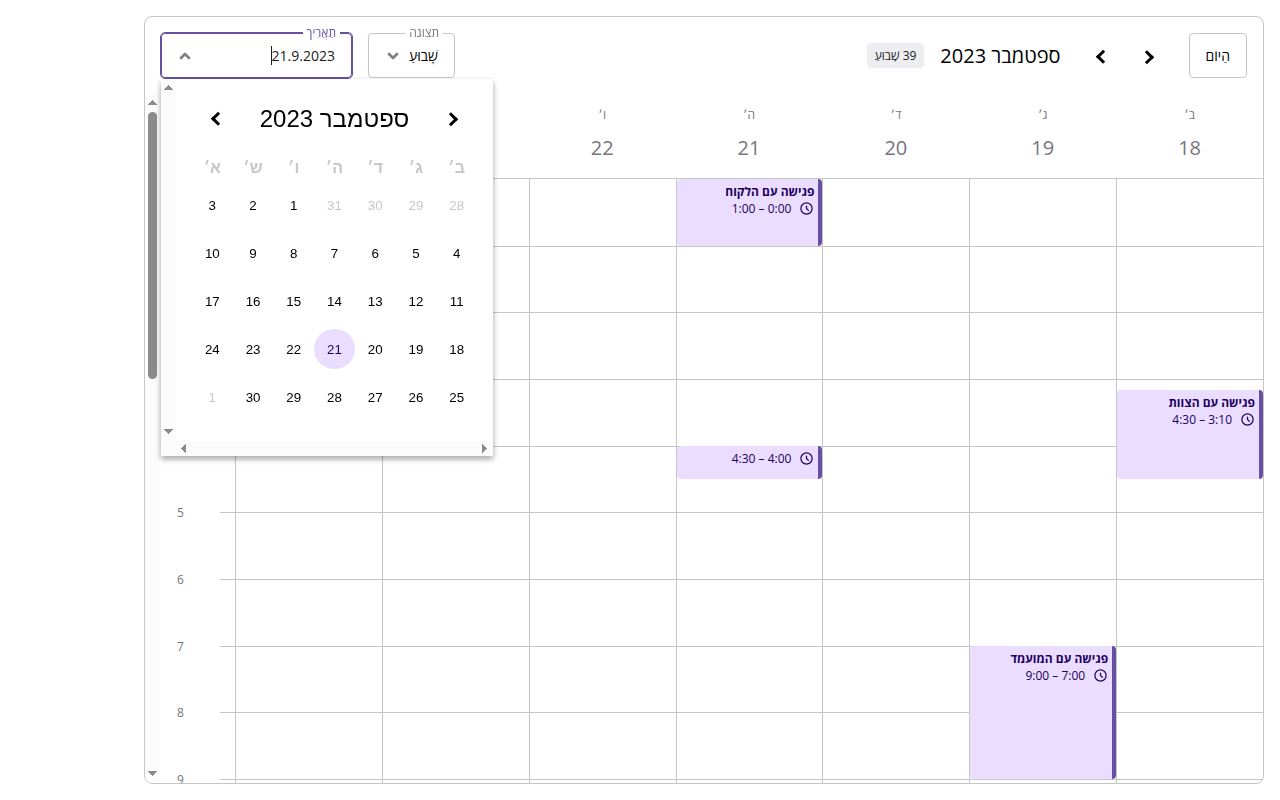 היום
ספטמבר 2023
39 שָׁבוּעַ
תצוגה
שָׁבוּעַ
תַאֲרִיך
21.9.2023
ב׳
ג׳
ד׳
ה׳
ו׳
18
19
20
21
22
ספטמבר 2023
ב׳ ג׳ ד׳ ה׳ ו׳ ש׳ א׳
28 29 30 31 1 2 3
4 5 6 7 8 9 10
11 12 13 14 15 16 17
18 19 20 21 22 23 24
25 26 27 28 29 30 1
פגישה עם הלקוח
0:00 – 1:00
פגישה עם הצוות
3:10 – 4:30
4:00 – 4:30
פגישה עם המועמד
7:00 – 9:00
5
6
7
8
9